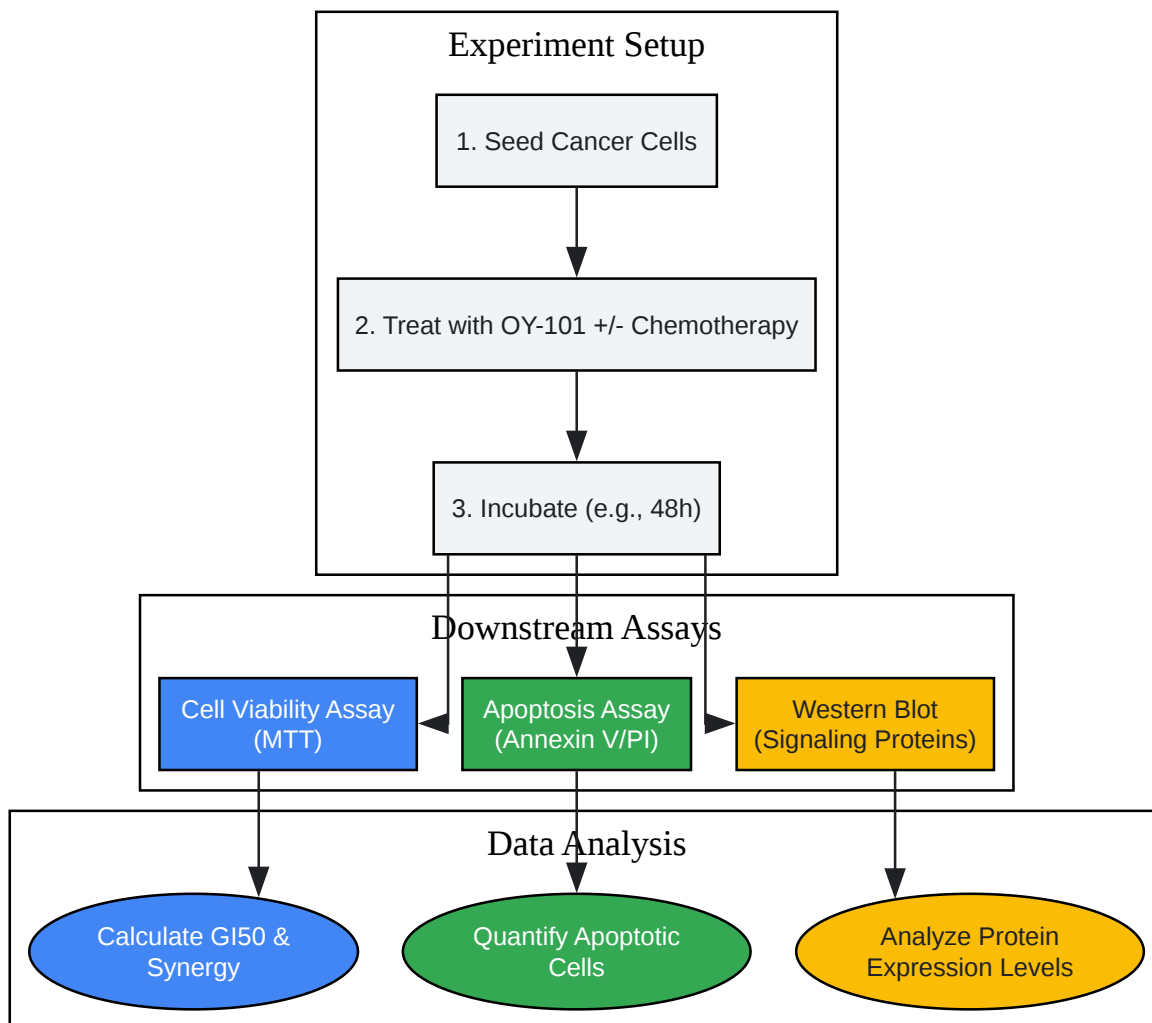 Experiment Setup
1. Seed Cancer Cells
2. Treat with OY-101 +/- Chemotherapy
3. Incubate (e.g., 48h)
Downstream Assays
Cell Viability Assay
(MTT)
Apoptosis Assay
(Annexin V/PI)
Western Blot
(Signaling Proteins)
Data Analysis
Calculate GI50 &
Synergy
Quantify Apoptotic
Cells
Analyze Protein
Expression Levels